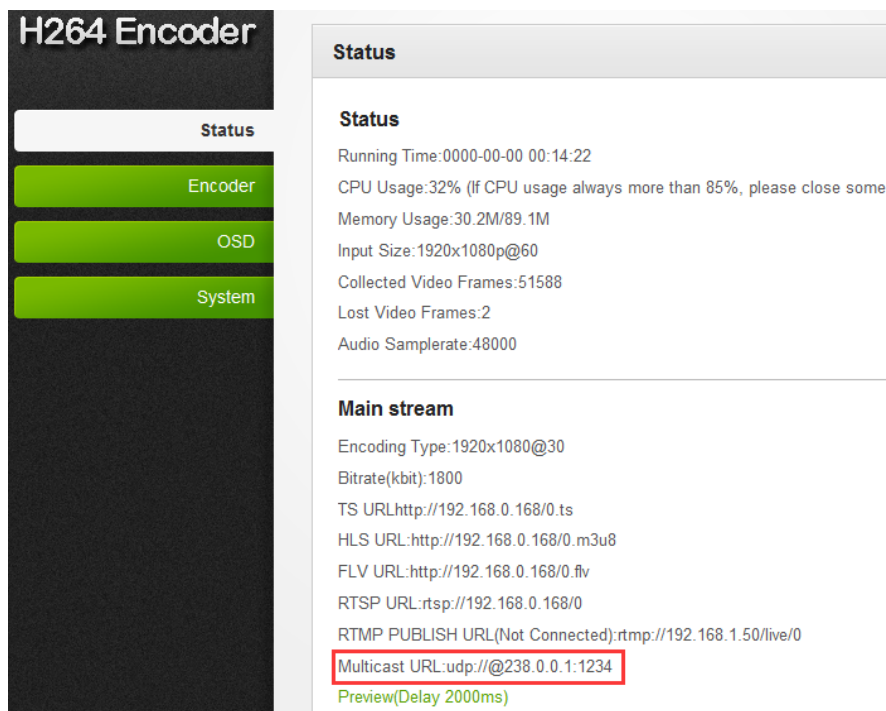 H264 Encoder
Status
Encoder
OSD
System
Status
Status
Running Time:0000-00-00 00:14:22
CPU Usage:32% (If CPU usage always more than 85%, please close some
Memory Usage:30.2M/89.1M
Input Size:1920x1080p@60
Collected Video Frames:51588
Lost Video Frames:2
Audio Samplerate:48000
Main stream
Encoding Type:1920x1080@30
Bitrate(kbit):1800
TS URLhttp://192.168.0.168/0.ts
HLS URL:http://192.168.0.168/0.m3u8
FLV URL:http://192.168.0.168/0.flv
RTSP URL:rtsp://192.168.0.168/0
RTMP PUBLISH URL(Not Connected):rtmp://192.168.1.50/live/0
Multicast URL:udp://@238.0.0.1:1234
Preview(Delay 2000ms)